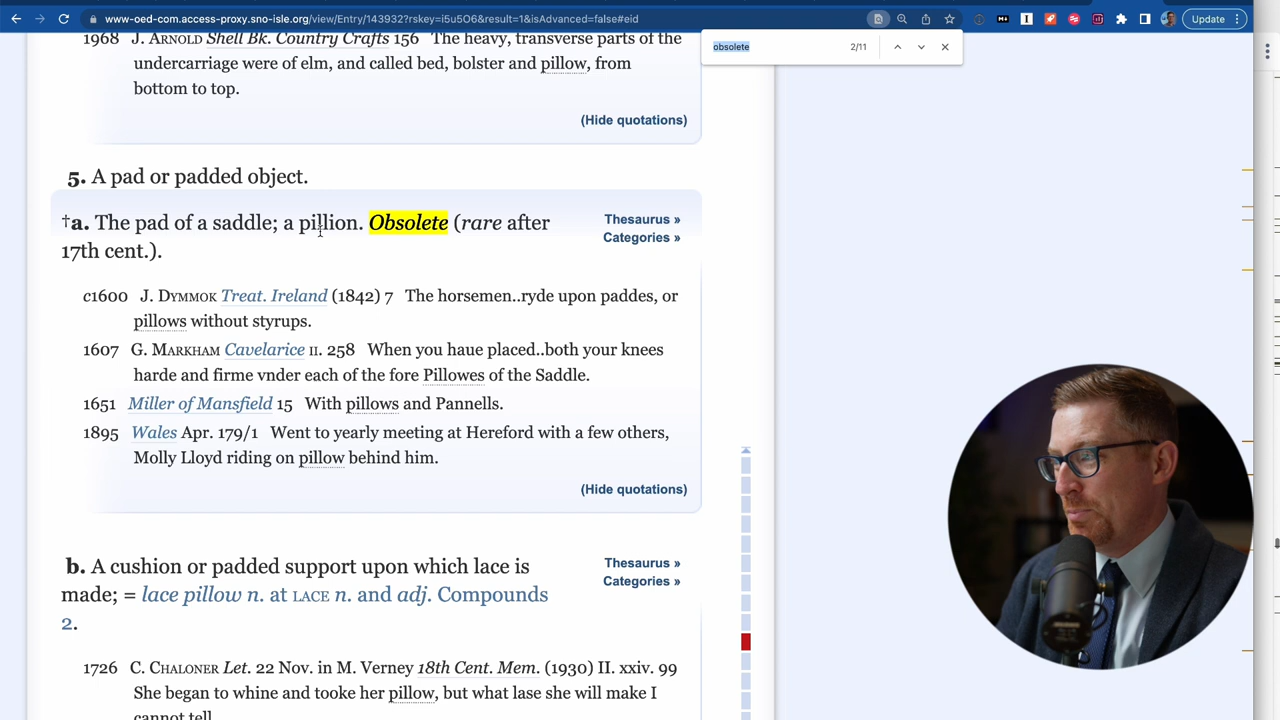 www-oed-com.access-proxy.sno-isle.org/view/Entry/143932?rskey=i5u5O6&result=1&isAdvanced=false#eid
Update
obsolete 2/11
1968 J. ARNOLD Shell Bk. Country Crafts 156 The heavy, transverse parts of the
undercarriage were of elm, and called bed, bolster and pillow, from
bottom to top.
(Hide quotations)
5. A pad or padded object.
†a. The pad of a saddle; a pillion. Obsolete (rare after
17th cent.).
Thesaurus »
Categories »
c1600 J. DYMMOK Treat. Ireland (1842) 7 The horsemen..ryde upon paddes, or
pillows without styrups.
1607 G. MARKHAM Cavelarice II. 258 When you haue placed..both your knees
harde and firme vnder each of the fore Pillowes of the Saddle.
1651 Miller of Mansfield 15 With pillows and Pannells.
1895 Wales Apr. 179/1 Went to yearly meeting at Hereford with a few others,
Molly Lloyd riding on pillow behind him.
(Hide quotations)
b. A cushion or padded support upon which lace is
made; = lace pillow n. at LACE n. and adj. Compounds
2.
Thesaurus »
Categories »
1726 C. CHALONER Let. 22 Nov. in M. Verney 18th Cent. Mem. (1930) II. xxiv. 99
She began to whine and tooke her pillow, but what lase she will make I
cannot tell